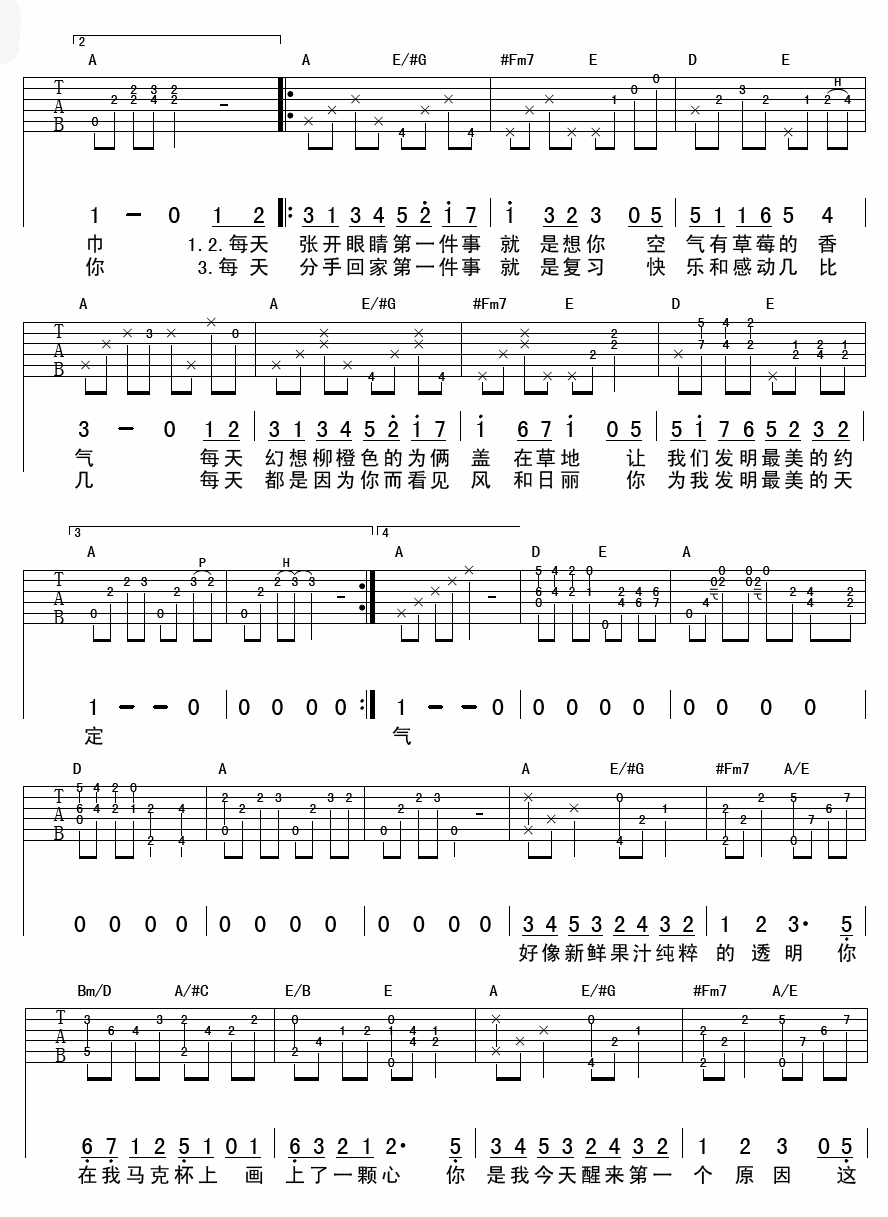 2
A A E/#G #Fm7 E D E
1 - 0 1 2 3 1 3 4 5 2 1 7 1 3 2 3 0 5 5 1 1 6 5 4
巾 1.2.每天 张开眼睛第一件事 就 是想你 空 气有草莓的 香
你 3.每 天 分手回家第一件事 就 是复习 快 乐和感动几 比
A A E/#G #Fm7 E D E
3 - 0 1 2 3 1 3 4 5 2 1 7 1 6 7 1 0 5 5 1 7 6 5 2 3 2
气 每天 幻想柳橙色的为俩 盖 在草地 让 我们发明最美的约
几 每天 都是因为你而看见 风 和日丽 你 为我发明最美的天
3 4
A A D E A
1 - - 0 0 0 0 0 1 - - 0 0 0 0 0 0 0 0 0
定 气
D A A E/#G #Fm7 A/E
0 0 0 0 0 0 0 0 0 0 0 0 3 4 5 3 2 4 3 2 1 2 3· 5
好像新鲜果汁纯粹 的 透 明 你
Bm/D A/#C E/B E A E/#G #Fm7 A/E
6 7 1 2 5 1 0 1 6 3 2 1 2· 5 3 4 5 3 2 4 3 2 1 2 3 0 5
在我马克杯上 画 上了一颗心 你 是我今天醒来第一 个 原 因 这